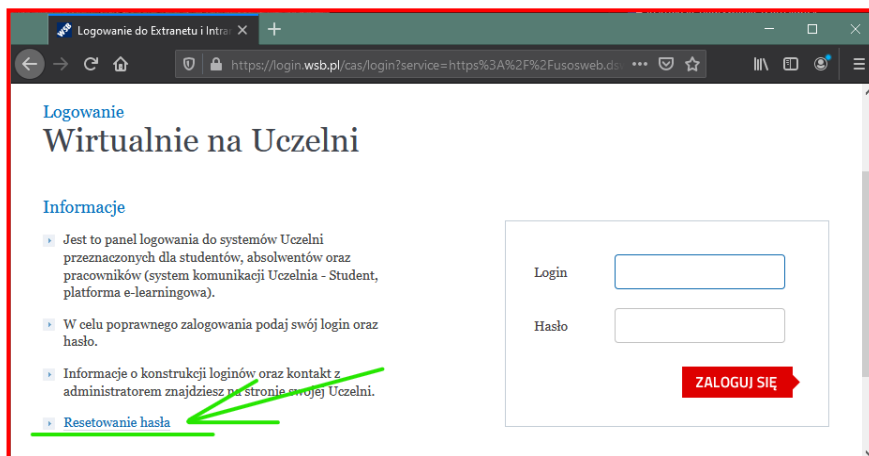 Logowanie do Extranetu i Intran
https://login.wsb.pl/cas/login?service=https%3A%2F%2Fusosweb.ds
Logowanie
Wirtualnie na Uczelni
Informacje
Jest to panel logowania do systemów Uczelni
przeznaczonych dla studentów, absolwentów oraz
pracowników (system komunikacji Uczelnia - Student,
platforma e-learningowa).
W celu poprawnego zalogowania podaj swój login oraz
hasło.
Informacje o konstrukcji loginów oraz kontakt z
administratorem znajdziesz na stronie swojej Uczelni.
Resetowanie hasła
Login
Hasło
ZALOGUJ SIĘ